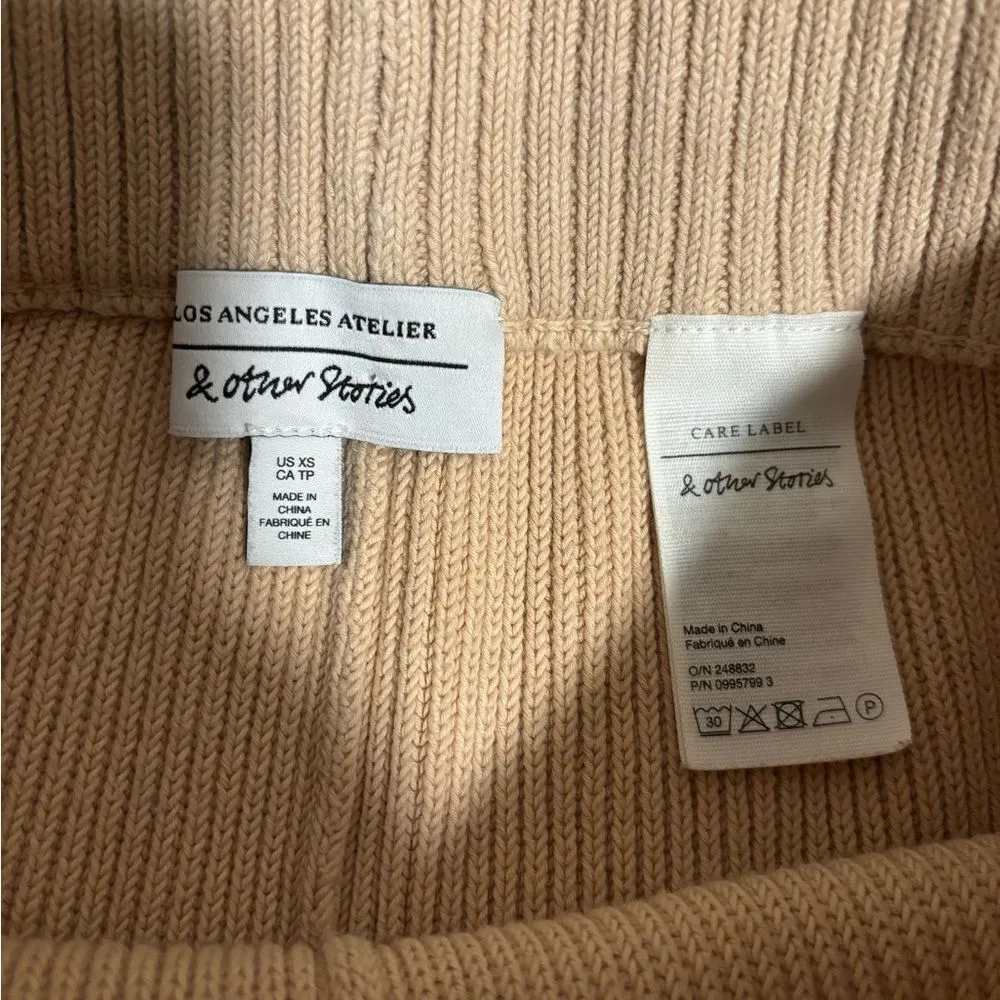 LOS ANGELES ATELIER
& other Stories
US XS
CA TP
MADE IN
CHINA
FABRIQUÉ EN
CHINE
CARE LABEL
& other Stories
Made in China
Fabriqué en Chine
O/N 248832
P/N 0995799 3
30
P